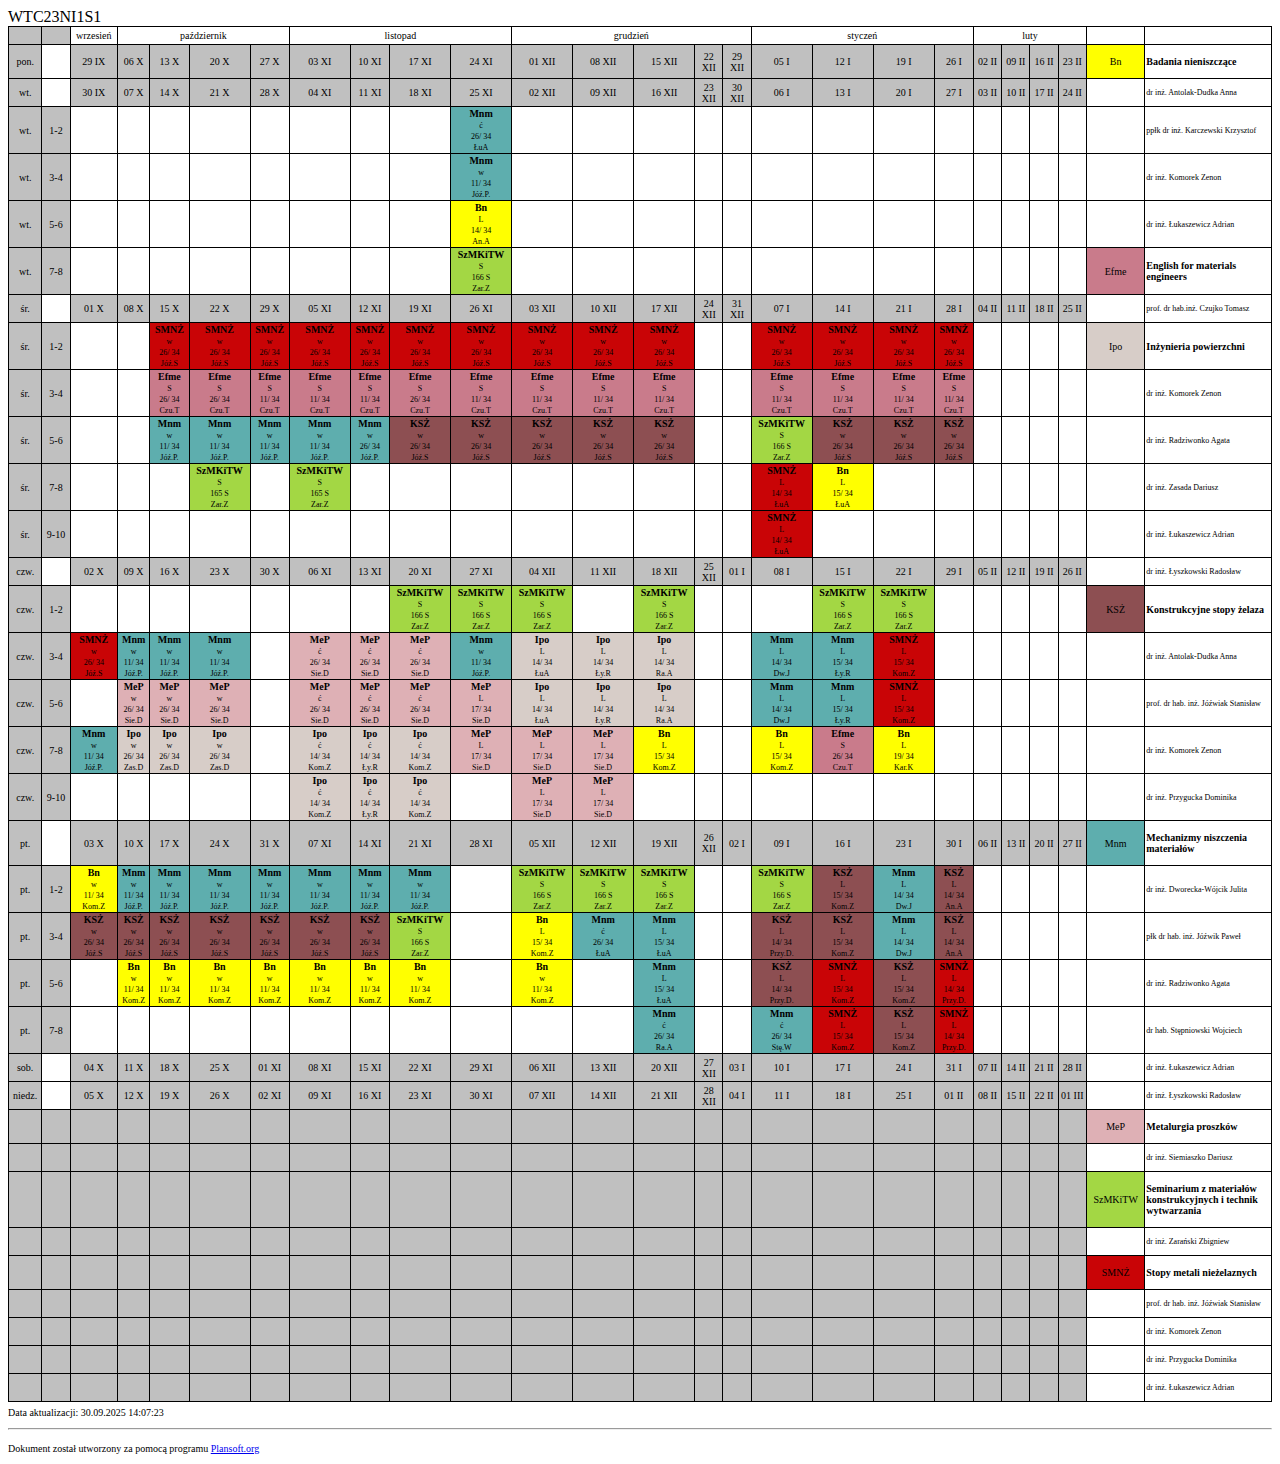 WTC23NI1S1
wrzesień październik listopad grudzień styczeń luty
pon. 29 IX 06 X 13 X 20 X 27 X 03 XI 10 XI 17 XI 24 XI 01 XII 08 XII 15 XII 22 XII 29 XII 05 I 12 I 19 I 26 I 02 II 09 II 16 II 23 II Bn Badania nieniszczące
wt. 30 IX 07 X 14 X 21 X 28 X 04 XI 11 XI 18 XI 25 XI 02 XII 09 XII 16 XII 23 XII 30 XII 06 I 13 I 20 I 27 I 03 II 10 II 17 II 24 II dr inż. Antolak-Dudka Anna
wt. 1-2 Mnm ć 26/ 34 ŁuA ppłk dr inż. Karczewski Krzysztof
wt. 3-4 Mnm w 11/ 34 Jóź.P. dr inż. Komorek Zenon
wt. 5-6 Bn L 14/ 34 An.A dr inż. Łukaszewicz Adrian
wt. 7-8 SzMKiTW S 166 S Zar.Z Efme English for materials engineers
śr. 01 X 08 X 15 X 22 X 29 X 05 XI 12 XI 19 XI 26 XI 03 XII 10 XII 17 XII 24 XII 31 XII 07 I 14 I 21 I 28 I 04 II 11 II 18 II 25 II prof. dr hab.inż. Czujko Tomasz
śr. 1-2 SMNŻ SMNŻ SMNŻ SMNŻ SMNŻ SMNŻ SMNŻ SMNŻ SMNŻ SMNŻ SMNŻ SMNŻ SMNŻ SMNŻ Ipo Inżynieria powierzchni
w w w w w w w w w w w w w w
26/ 34 26/ 34 26/ 34 26/ 34 26/ 34 26/ 34 26/ 34 26/ 34 26/ 34 26/ 34 26/ 34 26/ 34 26/ 34 26/ 34
Jóź.S Jóź.S Jóź.S Jóź.S Jóź.S Jóź.S Jóź.S Jóź.S Jóź.S Jóź.S Jóź.S Jóź.S Jóź.S Jóź.S
śr. 3-4 Efme Efme Efme Efme Efme Efme Efme Efme Efme Efme Efme Efme Efme Efme dr inż. Komorek Zenon
S S S S S S S S S S S S S S
26/ 34 26/ 34 11/ 34 11/ 34 11/ 34 26/ 34 11/ 34 11/ 34 11/ 34 11/ 34 11/ 34 11/ 34 11/ 34 11/ 34
Czu.T Czu.T Czu.T Czu.T Czu.T Czu.T Czu.T Czu.T Czu.T Czu.T Czu.T Czu.T Czu.T Czu.T
śr. 5-6 Mnm Mnm Mnm Mnm Mnm KSŻ KSŻ KSŻ KSŻ KSŻ SzMKiTW KSŻ KSŻ KSŻ dr inż. Radziwonko Agata
w w w w w w w w w w S w w w
11/ 34 11/ 34 11/ 34 11/ 34 26/ 34 26/ 34 26/ 34 26/ 34 26/ 34 26/ 34 166 S 26/ 34 26/ 34 26/ 34
Jóź.P. Jóź.P. Jóź.P. Jóź.P. Jóź.P. Jóź.S Jóź.S Jóź.S Jóź.S Jóź.S Zar.Z Jóź.S Jóź.S Jóź.S
śr. 7-8 SzMKiTW SzMKiTW SMNŻ Bn dr inż. Zasada Dariusz
S S L L
165 S 165 S 14/ 34 15/ 34
Zar.Z Zar.Z ŁuA ŁuA
śr. 9-10 SMNŻ L 14/ 34 ŁuA dr inż. Łukaszewicz Adrian
czw. 02 X 09 X 16 X 23 X 30 X 06 XI 13 XI 20 XI 27 XI 04 XII 11 XII 18 XII 25 XII 01 I 08 I 15 I 22 I 29 I 05 II 12 II 19 II 26 II dr inż. Łyszkowski Radosław
czw. 1-2 SzMKiTW SzMKiTW SzMKiTW SzMKiTW SzMKiTW SzMKiTW KSŻ Konstrukcyjne stopy żelaza
S S S S S S
166 S 166 S 166 S 166 S 166 S 166 S
Zar.Z Zar.Z Zar.Z Zar.Z Zar.Z Zar.Z
czw. 3-4 SMNŻ Mnm Mnm Mnm MeP MeP MeP Mnm Ipo Ipo Ipo Mnm Mnm SMNŻ dr inż. Antolak-Dudka Anna
w w w w ć ć ć w L L L L L L
26/ 34 11/ 34 11/ 34 11/ 34 26/ 34 26/ 34 26/ 34 11/ 34 14/ 34 14/ 34 14/ 34 14/ 34 15/ 34 15/ 34
Jóź.S Jóź.P. Jóź.P. Jóź.P. Sie.D Sie.D Sie.D Jóź.P. ŁuA Ły.R Ra.A Dw.J Ły.R Kom.Z
czw. 5-6 MeP MeP MeP MeP MeP MeP MeP Ipo Ipo Ipo Mnm Mnm SMNŻ prof. dr hab. inż. Jóźwiak Stanisław
w w w ć ć ć L L L L L L L
26/ 34 26/ 34 26/ 34 26/ 34 26/ 34 26/ 34 17/ 34 14/ 34 14/ 34 14/ 34 14/ 34 15/ 34 15/ 34
Sie.D Sie.D Sie.D Sie.D Sie.D Sie.D Sie.D ŁuA Ły.R Ra.A Dw.J Ły.R Kom.Z
czw. 7-8 Mnm Ipo Ipo Ipo Ipo Ipo Ipo MeP MeP MeP Bn Bn Efme Bn dr inż. Komorek Zenon
w w w w ć ć ć L L L L L S L
11/ 34 26/ 34 26/ 34 26/ 34 14/ 34 14/ 34 14/ 34 17/ 34 17/ 34 17/ 34 15/ 34 15/ 34 26/ 34 19/ 34
Jóź.P. Zas.D Zas.D Zas.D Kom.Z Ły.R Kom.Z Sie.D Sie.D Sie.D Kom.Z Kom.Z Czu.T Kar.K
czw. 9-10 Ipo Ipo Ipo MeP MeP dr inż. Przygucka Dominika
ć ć ć L L
14/ 34 14/ 34 14/ 34 17/ 34 17/ 34
Kom.Z Ły.R Kom.Z Sie.D Sie.D
pt. 03 X 10 X 17 X 24 X 31 X 07 XI 14 XI 21 XI 28 XI 05 XII 12 XII 19 XII 26 XII 02 I 09 I 16 I 23 I 30 I 06 II 13 II 20 II 27 II Mnm Mechanizmy niszczenia materiałów
pt. 1-2 Bn Mnm Mnm Mnm Mnm Mnm Mnm Mnm SzMKiTW SzMKiTW SzMKiTW SzMKiTW KSŻ Mnm KSŻ dr inż. Dworecka-Wójcik Julita
w w w w w w w w S S S S L L L
11/ 34 11/ 34 11/ 34 11/ 34 11/ 34 11/ 34 11/ 34 11/ 34 166 S 166 S 166 S 166 S 15/ 34 14/ 34 14/ 34
Kom.Z Jóź.P. Jóź.P. Jóź.P. Jóź.P. Jóź.P. Jóź.P. Jóź.P. Zar.Z Zar.Z Zar.Z Zar.Z Kom.Z Dw.J An.A
pt. 3-4 KSŻ KSŻ KSŻ KSŻ KSŻ KSŻ KSŻ SzMKiTW Bn Mnm Mnm KSŻ KSŻ Mnm KSŻ płk dr hab. inż. Jóźwik Paweł
w w w w w w w S L ć L L L L L
26/ 34 26/ 34 26/ 34 26/ 34 26/ 34 26/ 34 26/ 34 166 S 15/ 34 26/ 34 15/ 34 14/ 34 15/ 34 14/ 34 14/ 34
Jóź.S Jóź.S Jóź.S Jóź.S Jóź.S Jóź.S Jóź.S Zar.Z Kom.Z ŁuA ŁuA Przy.D. Kom.Z Dw.J An.A
pt. 5-6 Bn Bn Bn Bn Bn Bn Bn Bn Mnm KSŻ SMNŻ KSŻ SMNŻ dr inż. Radziwonko Agata
w w w w w w w w L L L L L
11/ 34 11/ 34 11/ 34 11/ 34 11/ 34 11/ 34 11/ 34 11/ 34 15/ 34 14/ 34 15/ 34 15/ 34 14/ 34
Kom.Z Kom.Z Kom.Z Kom.Z Kom.Z Kom.Z Kom.Z Kom.Z ŁuA Przy.D. Kom.Z Kom.Z Przy.D.
pt. 7-8 Mnm Mnm SMNŻ KSŻ SMNŻ dr hab. Stępniowski Wojciech
ć ć L L L
26/ 34 26/ 34 15/ 34 15/ 34 14/ 34
Ra.A Stę.W Kom.Z Kom.Z Przy.D.
sob. 04 X 11 X 18 X 25 X 01 XI 08 XI 15 XI 22 XI 29 XI 06 XII 13 XII 20 XII 27 XII 03 I 10 I 17 I 24 I 31 I 07 II 14 II 21 II 28 II dr inż. Łukaszewicz Adrian
niedz. 05 X 12 X 19 X 26 X 02 XI 09 XI 16 XI 23 XI 30 XI 07 XII 14 XII 21 XII 28 XII 04 I 11 I 18 I 25 I 01 II 08 II 15 II 22 II 01 III dr inż. Łyszkowski Radosław
MeP Metalurgia proszków
dr inż. Siemiaszko Dariusz
SzMKiTW Seminarium z materiałów konstrukcyjnych i technik wytwarzania
dr inż. Zarański Zbigniew
SMNŻ Stopy metali nieżelaznych
prof. dr hab. inż. Jóźwiak Stanisław
dr inż. Komorek Zenon
dr inż. Przygucka Dominika
dr inż. Łukaszewicz Adrian
Data aktualizacji: 30.09.2025 14:07:23
Dokument został utworzony za pomocą programu Plansoft.org